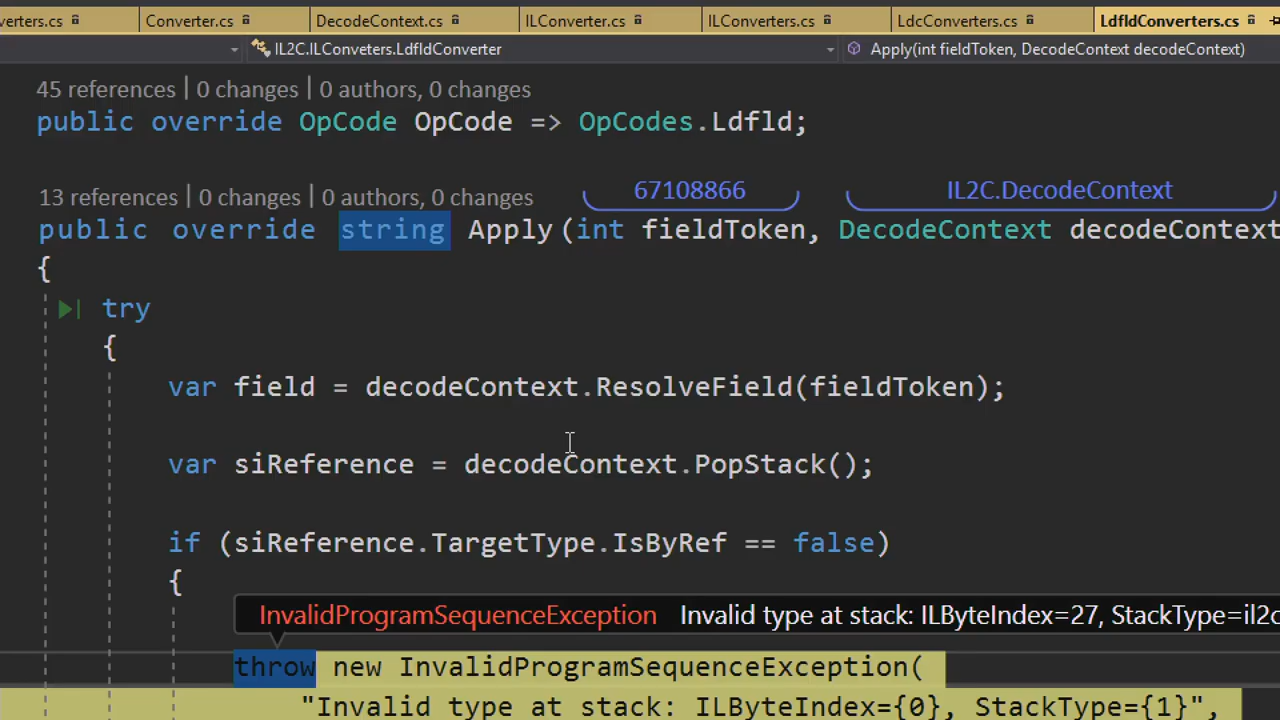 verters.cs Converter.cs DecodeContext.cs ILConverter.cs ILConverters.cs LdcConverters.cs LdfldConverters.cs
IL2C.ILConveters.LdfldConverter Apply(int fieldToken, DecodeContext decodeContext)
45 references | 0 changes | 0 authors, 0 changes
public override OpCode OpCode => OpCodes.Ldfld;
67108866 IL2C.DecodeContext
13 references | 0 changes | 0 authors, 0 changes
public override string Apply (int fieldToken, DecodeContext decodeContext
{
try
{
var field = decodeContext.ResolveField(fieldToken);
var siReference = decodeContext.PopStack();
if (siReference.TargetType.IsByRef == false)
{
InvalidProgramSequenceException Invalid type at stack: ILByteIndex=27, StackType=il2c
throw new InvalidProgramSequenceException(
"Invalid type at stack: ILByteIndex={0}, StackType={1}",